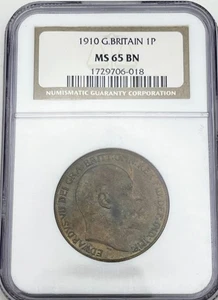 1910 G.BRITAIN 1P
MS 65 BN
1729706-018
NUMISMATIC GUARANTY CORPORATION